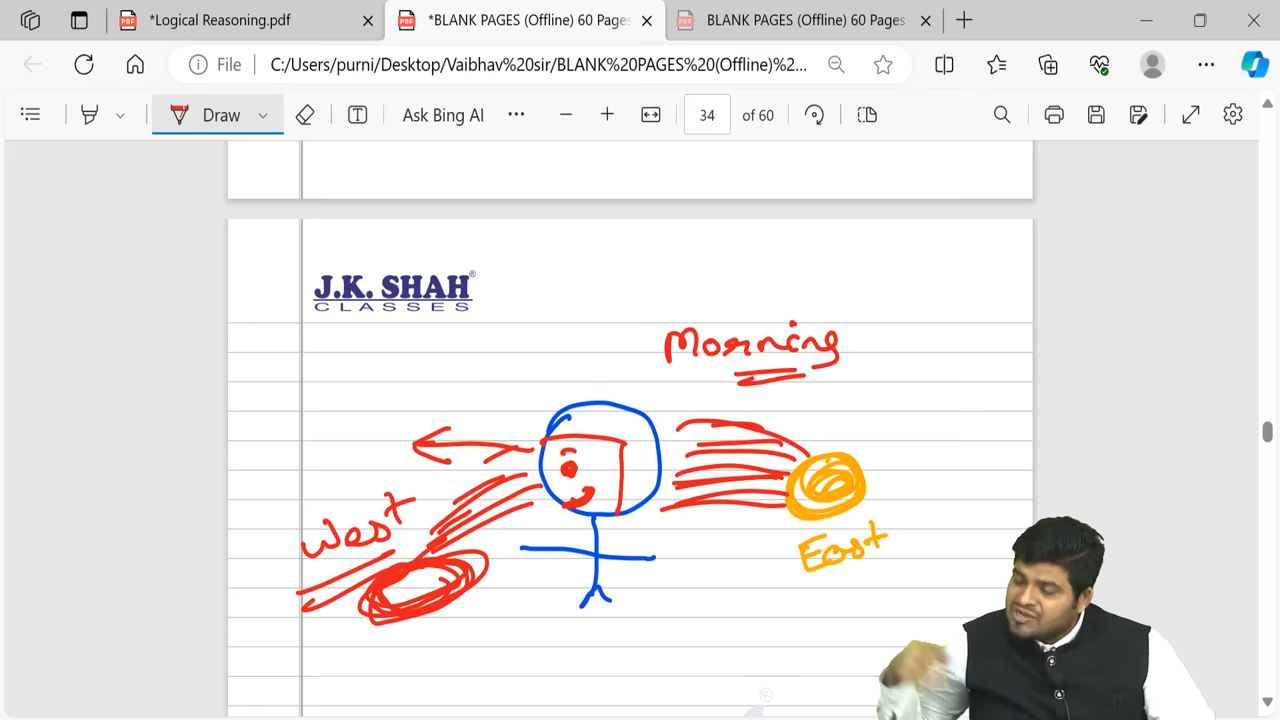 *Logical Reasoning.pdf
*BLANK PAGES (Offline) 60 Pages
BLANK PAGES (Offline) 60 Pages
File
C:/Users/purni/Desktop/Vaibhav%20sir/BLANK%20PAGES%20(Offline)%2...
Draw
Ask Bing AI
34 of 60
J.K. SHAH®
CLASSES
Morning
West
East